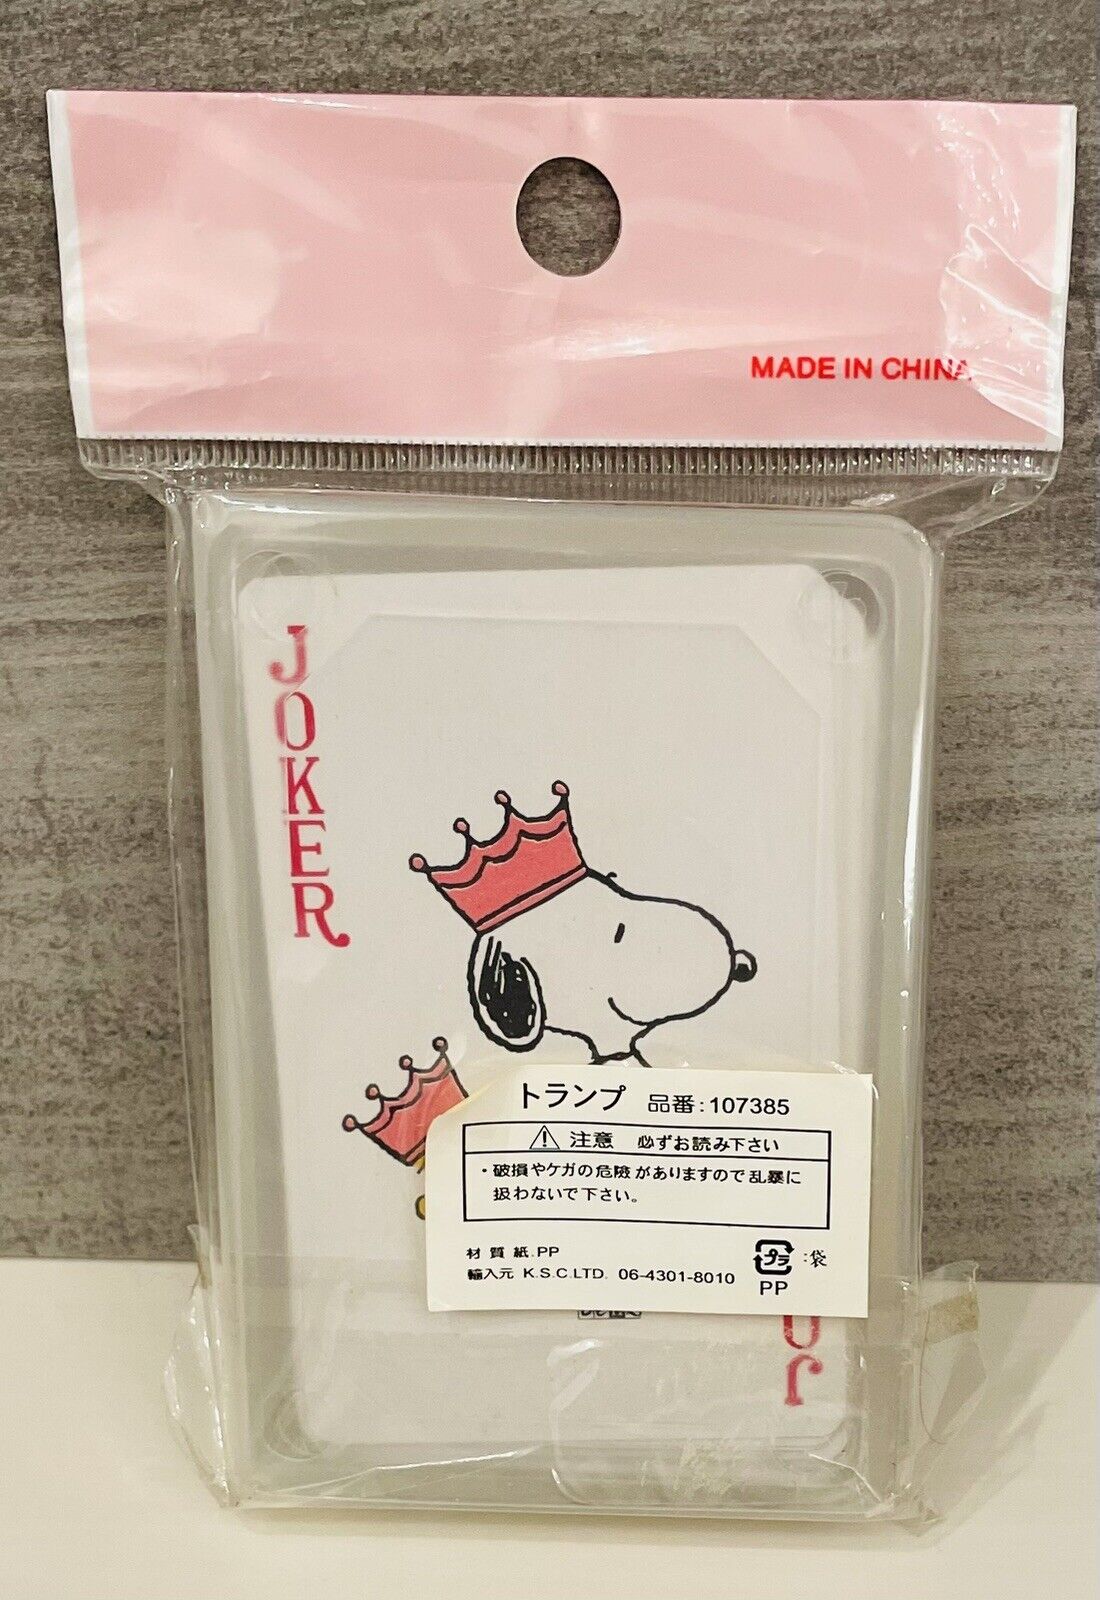 MADE IN CHINA
JOKER
トランプ 品番:107385
注意 必ずお読み下さい
・破損やケガの危険がありますので乱暴に
扱わないで下さい。
材質 紙.PP
輸入元 K.S.C.LTD. 06-4301-8010
プラ :袋
PP
JO